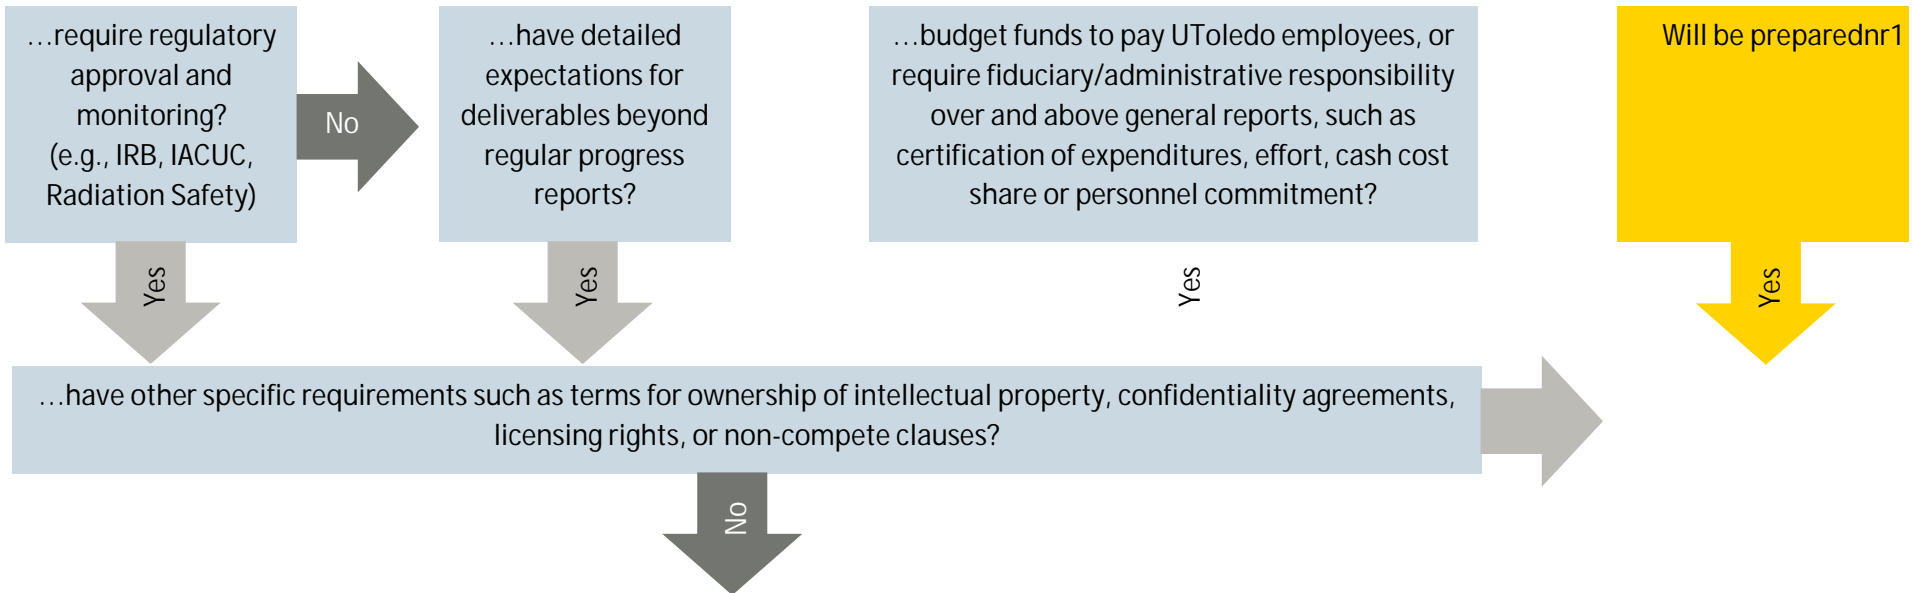 …require regulatory
approval and
monitoring?
(e.g., IRB, IACUC,
Radiation Safety)
No
…have detailed
expectations for
deliverables beyond
regular progress
reports?
…budget funds to pay UToledo employees, or
require fiduciary/administrative responsibility
over and above general reports, such as
certification of expenditures, effort, cash cost
share or personnel commitment?
Will be preparednr1
Yes
Yes
Yes
Yes
…have other specific requirements such as terms for ownership of intellectual property, confidentiality agreements,
licensing rights, or non-compete clauses?
No